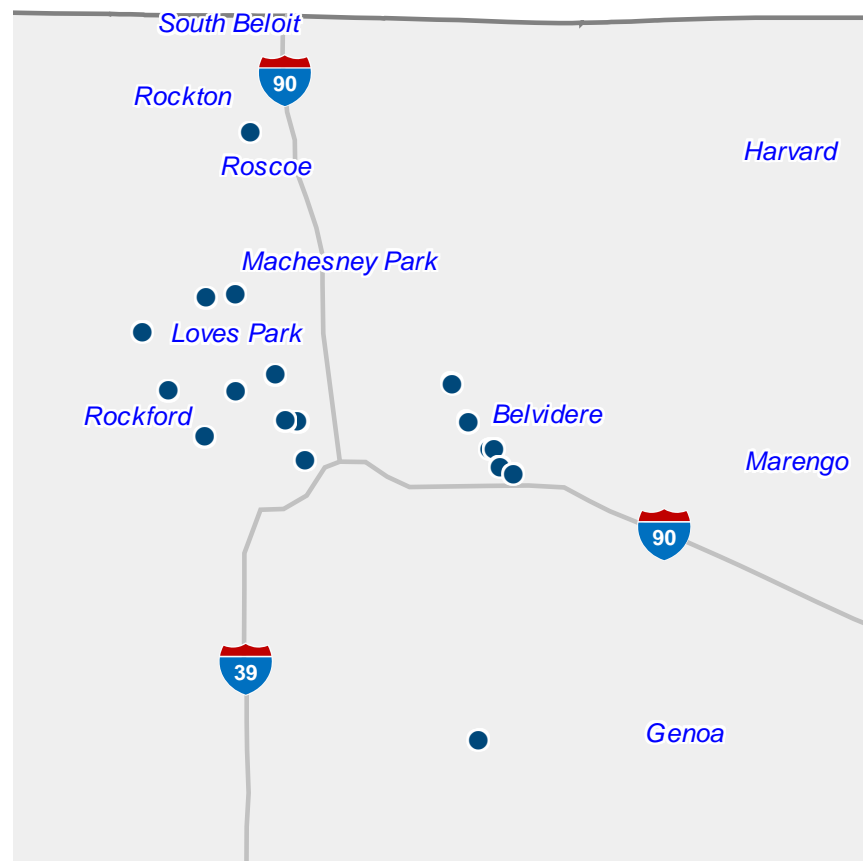 South Beloit
90
Rockton
Harvard
Roscoe
Machesney Park
Loves Park
Rockford
Belvidere
Marengo
90
39
Genoa